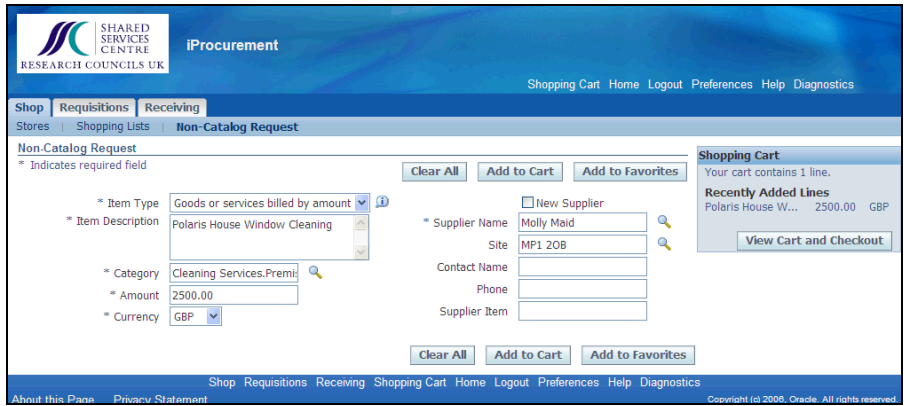 SHARED
SERVICES
CENTRE
RESEARCH COUNCILS UK
iProcurement
Shopping Cart Home Logout Preferences Help Diagnostics
Shop Requisitions Receiving
Stores | Shopping Lists | Non-Catalog Request
Non-Catalog Request
* Indicates required field
Clear All Add to Cart Add to Favorites
* Item Type Goods or services billed by amount
* Item Description Polaris House Window Cleaning
* Category Cleaning Services.Premi
* Amount 2500.00
* Currency GBP
New Supplier
* Supplier Name Molly Maid
Site MP1 2OB
Contact Name
Phone
Supplier Item
Clear All Add to Cart Add to Favorites
Shopping Cart
Your cart contains 1 line.
Recently Added Lines
Polaris House W... 2500.00 GBP
View Cart and Checkout
Shop Requisitions Receiving Shopping Cart Home Logout Preferences Help Diagnostics
About this Page Privacy Statement Copyright (c) 2006, Oracle. All rights reserved.